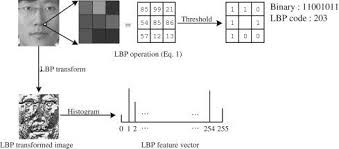 85 99 21
54 85 86
57 12 13
=
Threshold
1 1 0
0 1
1 0 0
Binary : 11001011
LBP code : 203
LBP operation (Eq. 1)
LBP transform
Histogram
... ...
0 1 2 ... ... 254 255
LBP transformed image
LBP feature vector